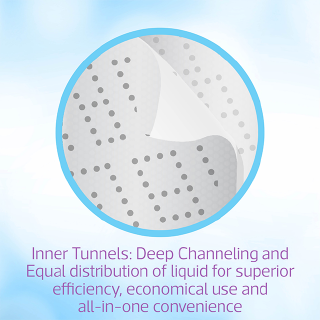 Inner Tunnels: Deep Channeling and
Equal distribution of liquid for superior
efficiency, economical use and
all-in-one convenience